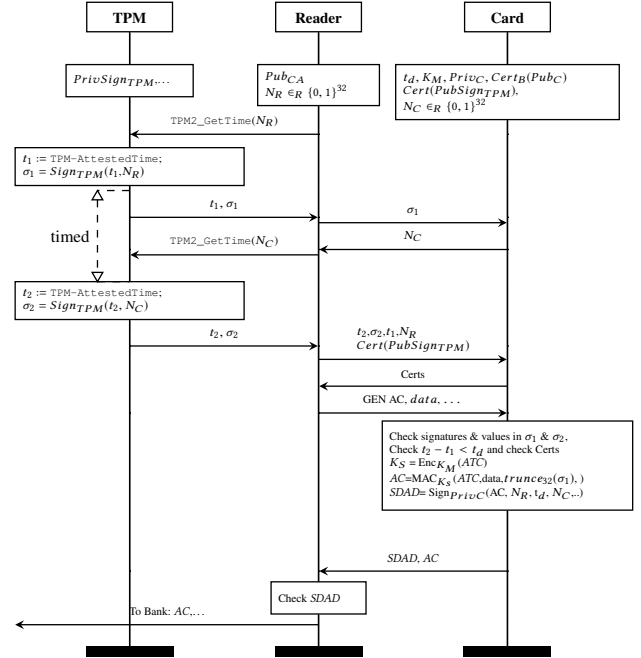 TPM Reader Card
PrivSign_TPM,...
Pub_CA
N_R ∈_R {0, 1}^32
t_d, K_M, Priv_C, Cert_B(Pub_C)
Cert(PubSign_TPM),
N_C ∈_R {0, 1}^32
TPM2_GetTime(N_R)
t_1 := TPM-AttestedTime;
σ_1 = Sign_TPM(t_1,N_R)
t_1, σ_1
σ_1
timed
N_C
TPM2_GetTime(N_C)
t_2 := TPM-AttestedTime;
σ_2 = Sign_TPM(t_2, N_C)
t_2, σ_2
t_2,σ_2,t_1,N_R
Cert(PubSign_TPM)
Certs
GEN AC, data, ...
Check signatures & values in σ_1 & σ_2,
Check t_2 − t_1 < t_d and check Certs
K_S = Enc_K_M(ATC)
AC=MAC_Ks(ATC,data,trunce_32(σ_1), )
SDAD= Sign_PrivC(AC, N_R, t_d, N_C,..)
SDAD, AC
Check SDAD
To Bank: AC,...